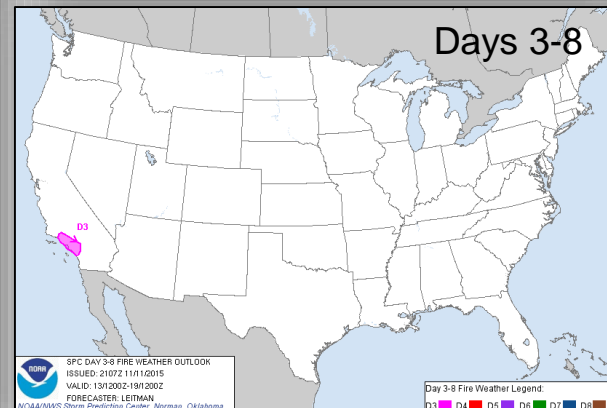 Days 3-8
D3
NOAA
SPC DAY 3-8 FIRE WEATHER OUTLOOK
ISSUED: 2107Z 11/11/2015
VALID: 13/1200Z-19/1200Z
FORECASTER: LEITMAN
NOAA/NWS Storm Prediction Center, Norman, Oklahoma
Day 3-8 Fire Weather Legend:
D3 D4 D5 D6 D7 D8